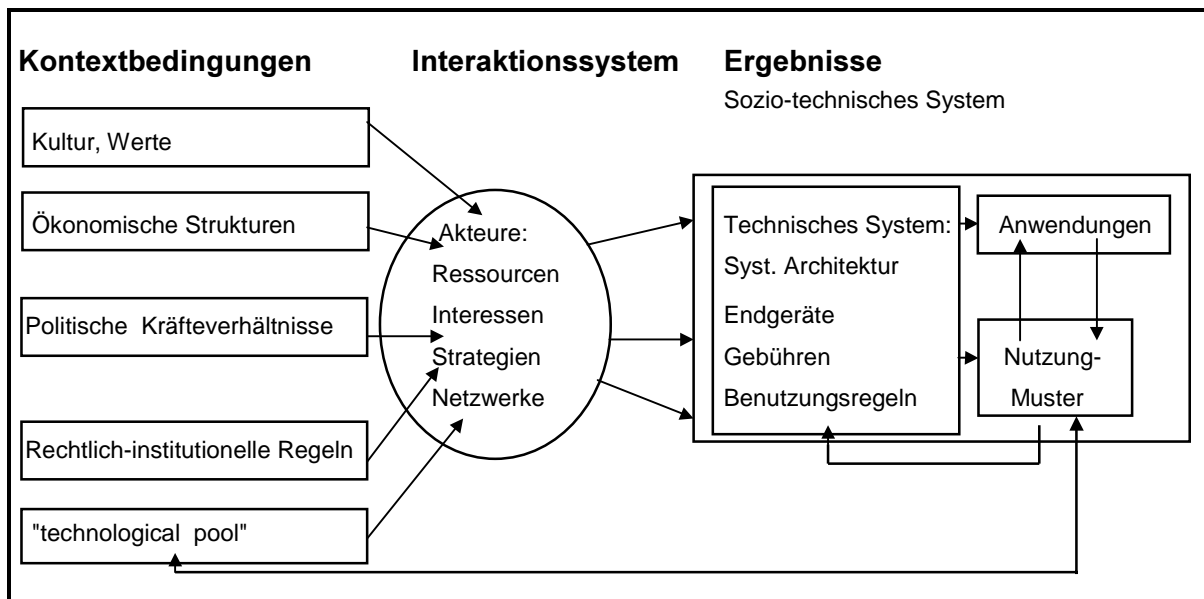 Kontextbedingungen
Kultur, Werte
Ökonomische Strukturen
Politische Kräfteverhältnisse
Rechtlich-institutionelle Regeln
"technological pool"
Interaktionssystem
Akteure:
Ressourcen
Interessen
Strategien
Netzwerke
Ergebnisse
Sozio-technisches System
Technisches System:
Syst. Architektur
Endgeräte
Gebühren
Benutzungsregeln
Anwendungen
Nutzung-
Muster